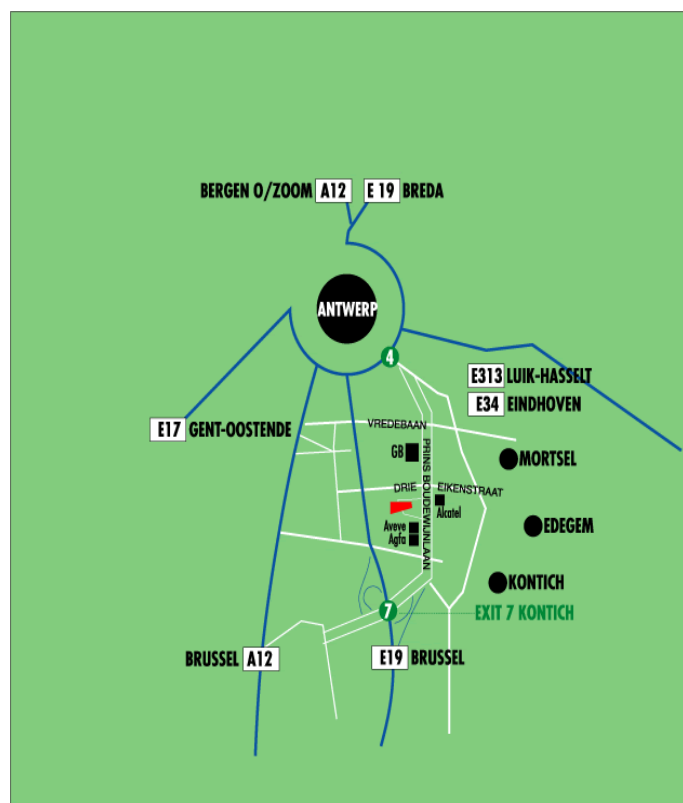 BERGEN O/ZOOM A12 E 19 BREDA
ANTWERP
4
E313 LUIK-HASSELT
E34 EINDHOVEN
E17 GENT-OOSTENDE
VREDEBAAN
GB
PRINS BOUDEWIJNLAAN
MORTSEL
DRIE EIKENSTRAAT
Alcatel
Aveve
Agfa
EDEGEM
KONTICH
7
EXIT 7 KONTICH
BRUSSEL A12
E19 BRUSSEL